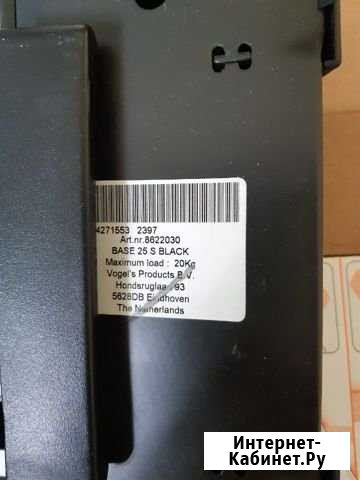 4271553 2397
Art.nr.8622030
BASE 25 S BLACK
Maximum load : 20Kg
Vogel's Products B.V.
Hondsruglaan 93
5628DB Eindhoven
The Netherlands
Интернет-
Кабинет.Ру